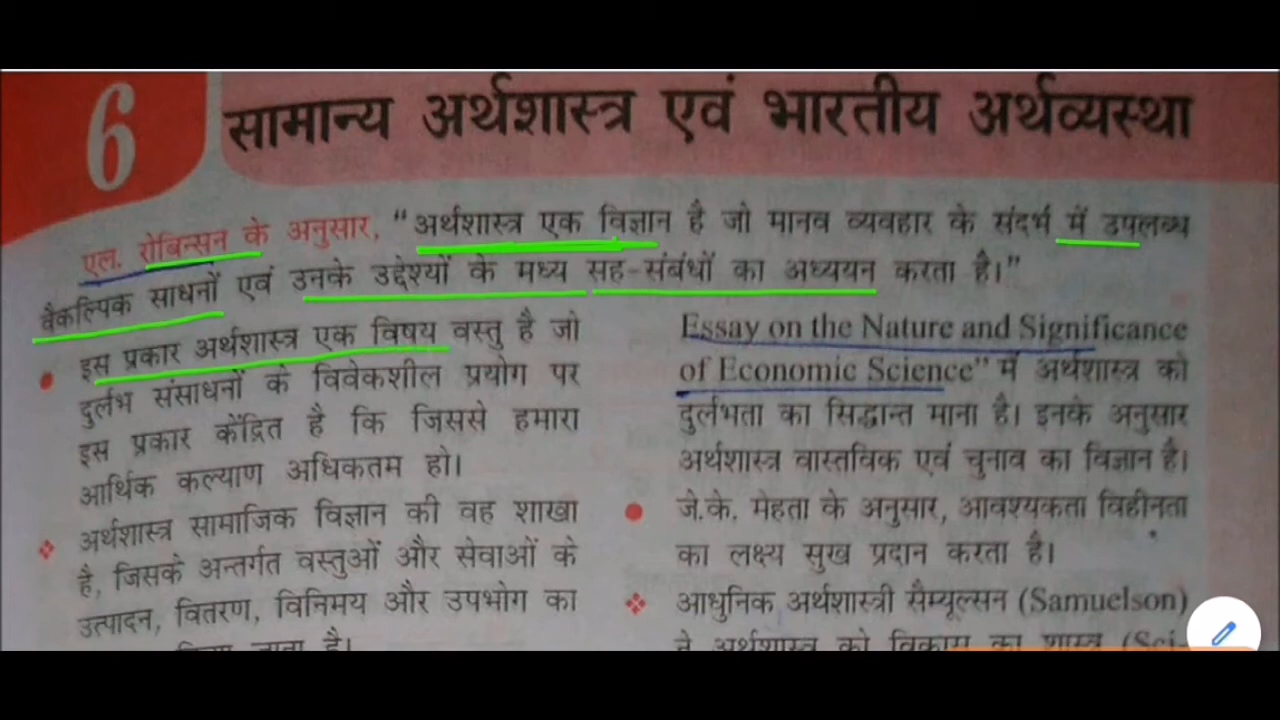 6
सामान्य अर्थशास्त्र एवं भारतीय अर्थव्यस्था
एल. रोबिन्सन के अनुसार, “अर्थशास्त्र एक विज्ञान है जो मानव व्यवहार के संदर्भ में उपलब्ध
वैकल्पिक साधनों एवं उनके उद्देश्यों के मध्य सह-संबंधों का अध्ययन करता है।”
इस प्रकार अर्थशास्त्र एक विषय वस्तु है जो
दुर्लभ संसाधनों के विवेकशील प्रयोग पर
इस प्रकार केंद्रित है कि जिससे हमारा
आर्थिक कल्याण अधिकतम हो।
अर्थशास्त्र सामाजिक विज्ञान की वह शाखा
है, जिसके अन्तर्गत वस्तुओं और सेवाओं के
उत्पादन, वितरण, विनिमय और उपभोग का
जाता है।
Essay on the Nature and Significance
of Economic Science” में अर्थशास्त्र को
दुर्लभता का सिद्धान्त माना है। इनके अनुसार
अर्थशास्त्र वास्तविक एवं चुनाव का विज्ञान है।
जे.के. मेहता के अनुसार, आवश्यकता विहीनता
का लक्ष्य सुख प्रदान करता है।
आधुनिक अर्थशास्त्री सैम्यूल्सन (Samuelson)
ने अर्थशास्त्र को विकास का शास्त्र (Sci-